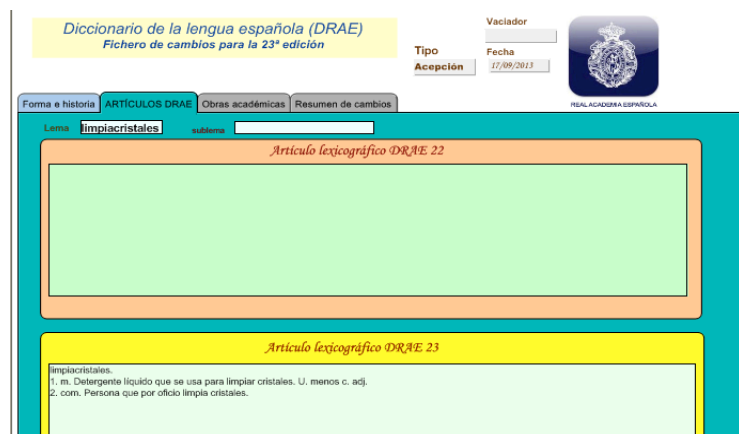 Diccionario de la lengua española (DRAE)
Fichero de cambios para la 23ª edición
Vaciador
Tipo
Fecha
Acepción
17/09/2013
REAL ACADEMIA ESPAÑOLA
Forma e historia
ARTÍCULOS DRAE
Obras académicas
Resumen de cambios
Lema
limpiacristales
sublema
Artículo lexicográfico DRAE 22
Artículo lexicográfico DRAE 23
limpiacristales.
1. m. Detergente líquido que se usa para limpiar cristales. U. menos c. adj.
2. com. Persona que por oficio limpia cristales.